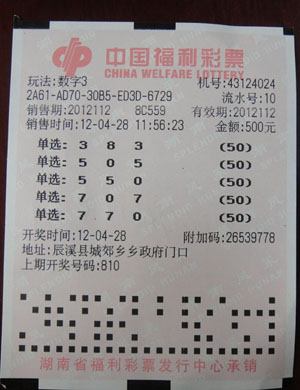 中国福利彩票
CHINA WELFARE LOTTERY
玩法:数字3 机号:43124024
2A61-AD70-30B5-ED3D-6729 流水号:10
销售期:2012112 8C559 有效期:2012112
销售时间:12-04-28 11:56:23 金额:500元
单选: 3 8 3 (50)
单选: 5 0 5 (50)
单选: 5 5 0 (50)
单选: 7 0 7 (50)
单选: 7 0 7 (50)
开奖时间:12-04-28 附加码:26539778
地址:辰溪县城郊乡乡政府门口
上期开奖号码:810
湖南省福利彩票发行中心承销